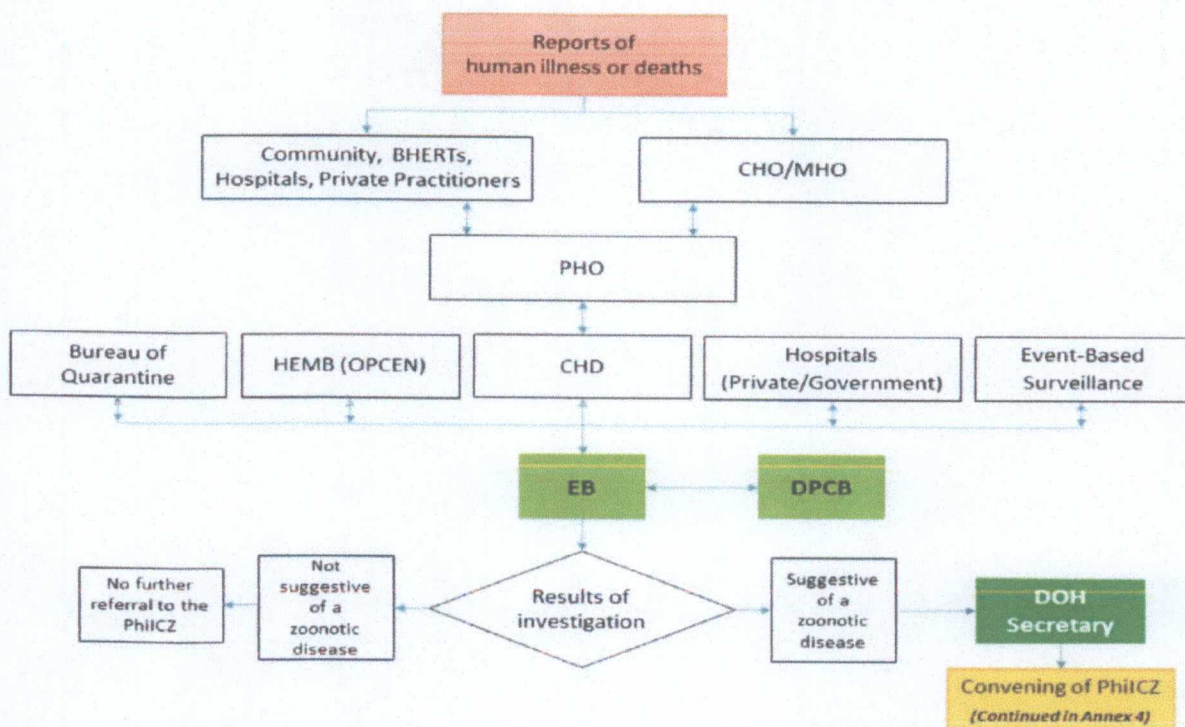 Reports of
human illness or deaths
Community, BHERTs,
Hospitals, Private Practitioners
CHO/MHO
PHO
Bureau of
Quarantine
HEMB (OPCEN)
CHD
Hospitals
(Private/Government)
Event-Based
Surveillance
EB
DPCB
No further
referral to the
PhilCZ
Not
suggestive
of a
zoonotic
disease
Results of
investigation
Suggestive
of a
zoonotic
disease
DOH
Secretary
Convening of PhilCZ
(Continued in Annex 4)